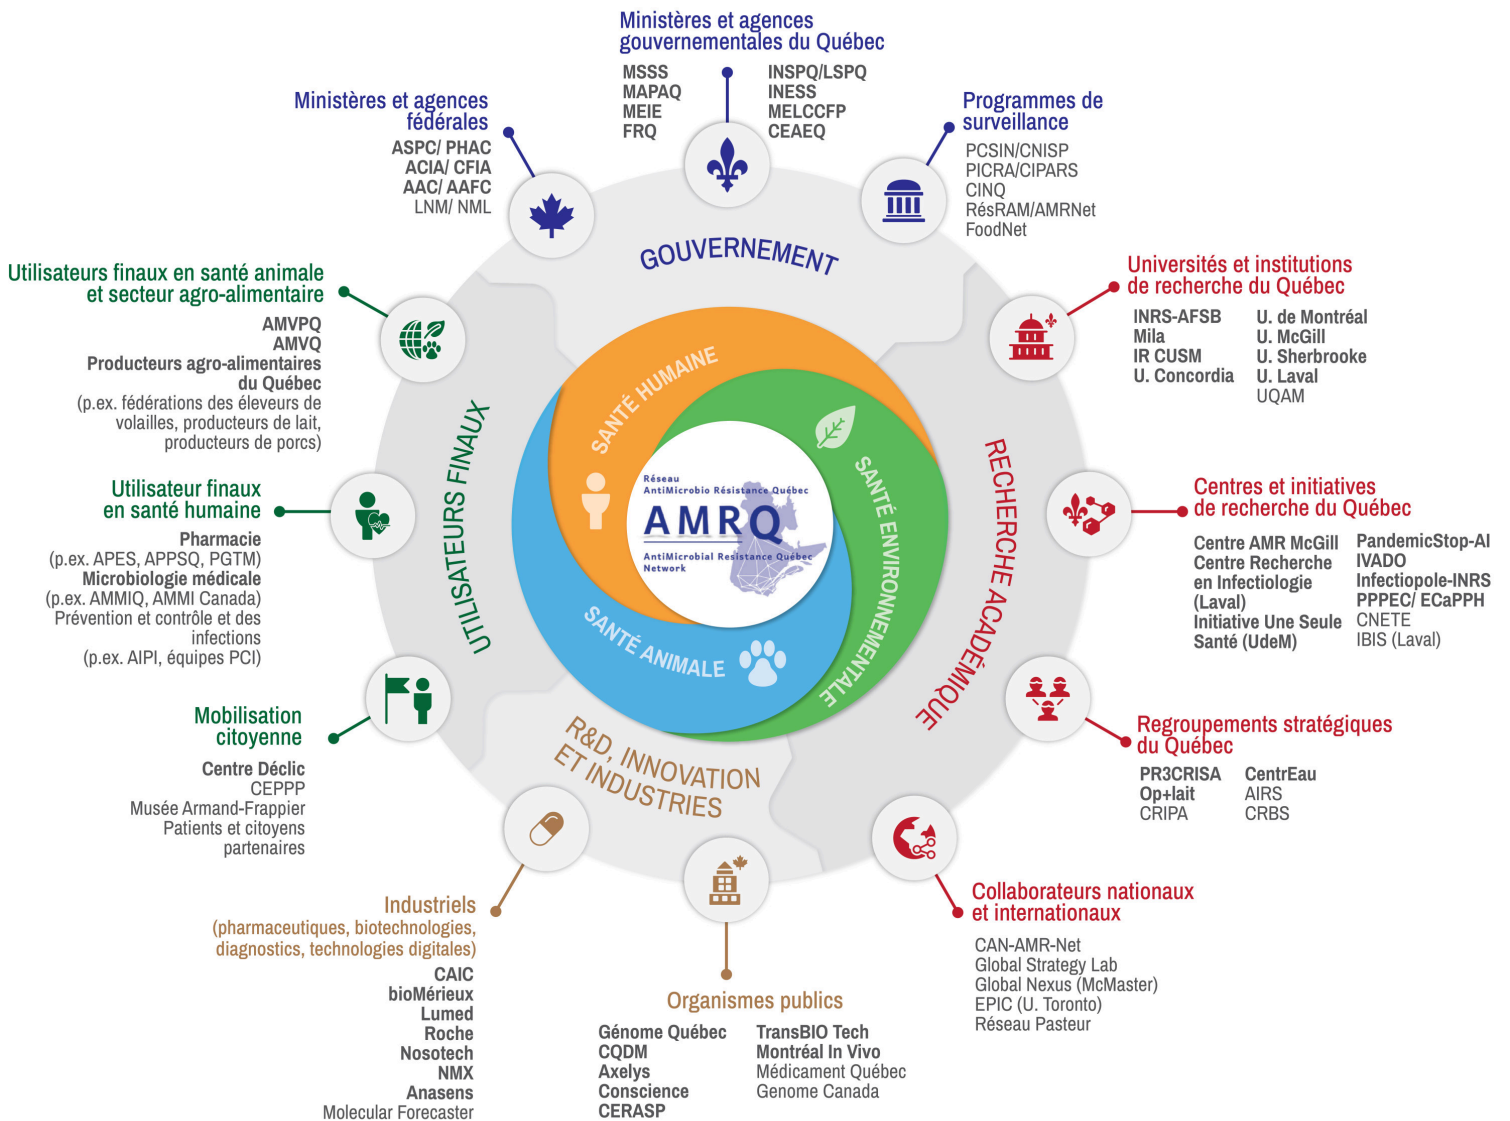 Ministères et agences
gouvernementales du Québec
MSSS
MAPAQ
MEIE
FRQ
INSPQ/LSPQ
INESS
MELCCFP
CEAEQ
Ministères et agences
fédérales
ASPC/ PHAC
ACIA/ CFIA
AAC/ AAFC
LNM/ NML
Programmes de
surveillance
PCSIN/CNISP
PICRA/CIPARS
CINQ
RésRAM/AMRNet
FoodNet
Utilisateurs finaux en santé animale
et secteur agro-alimentaire
AMVPQ
AMVQ
Producteurs agro-alimentaires
du Québec
(p.ex. fédérations des éleveurs de
volailles, producteurs de lait,
producteurs de porcs)
Universités et institutions
de recherche du Québec
INRS-AFSB
Mila
IR CUSM
U. Concordia
U. de Montréal
U. McGill
U. Sherbrooke
U. Laval
UQAM
Utilisateur finaux
en santé humaine
Pharmacie
(p.ex. APES, APPSQ, PGTM)
Microbiologie médicale
(p.ex. AMMIQ, AMMI Canada)
Prévention et contrôle et des
infections
(p.ex. AIPI, équipes PCI)
Centres et initiatives
de recherche du Québec
Centre AMR McGill
Centre Recherche
en Infectiologie
(Laval)
Initiative Une Seule
Santé (UdeM)
PandemicStop-AI
IVADO
Infectiopole-INRS
PPPEC/ ECaPPH
CNETE
IBIS (Laval)
Mobilisation
citoyenne
Centre Déclic
CEPPP
Musée Armand-Frappier
Patients et citoyens
partenaires
Regroupements stratégiques
du Québec
PR3CRISA
Op+lait
CRIPA
CentrEau
AIRS
CRBS
Industriels
(pharmaceutiques, biotechnologies,
diagnostics, technologies digitales)
CAIC
bioMérieux
Lumed
Roche
Nosotech
NMX
Anasens
Molecular Forecaster
Organismes publics
Génome Québec
CQDM
Axelys
Conscience
CERASP
TransBIO Tech
Montréal In Vivo
Médicament Québec
Genome Canada
Collaborateurs nationaux
et internationaux
CAN-AMR-Net
Global Strategy Lab
Global Nexus (McMaster)
EPIC (U. Toronto)
Réseau Pasteur
GOUVERNEMENT
UTILISATEURS FINAUX
RECHERCHE ACADÉMIQUE
R&D, INNOVATION
ET INDUSTRIES
SANTÉ HUMAINE
SANTÉ ENVIRONNEMENTALE
SANTÉ ANIMALE
Réseau
AntiMicrobio Résistance Québec
AMRQ
AntiMicrobial Resistance Québec
Network